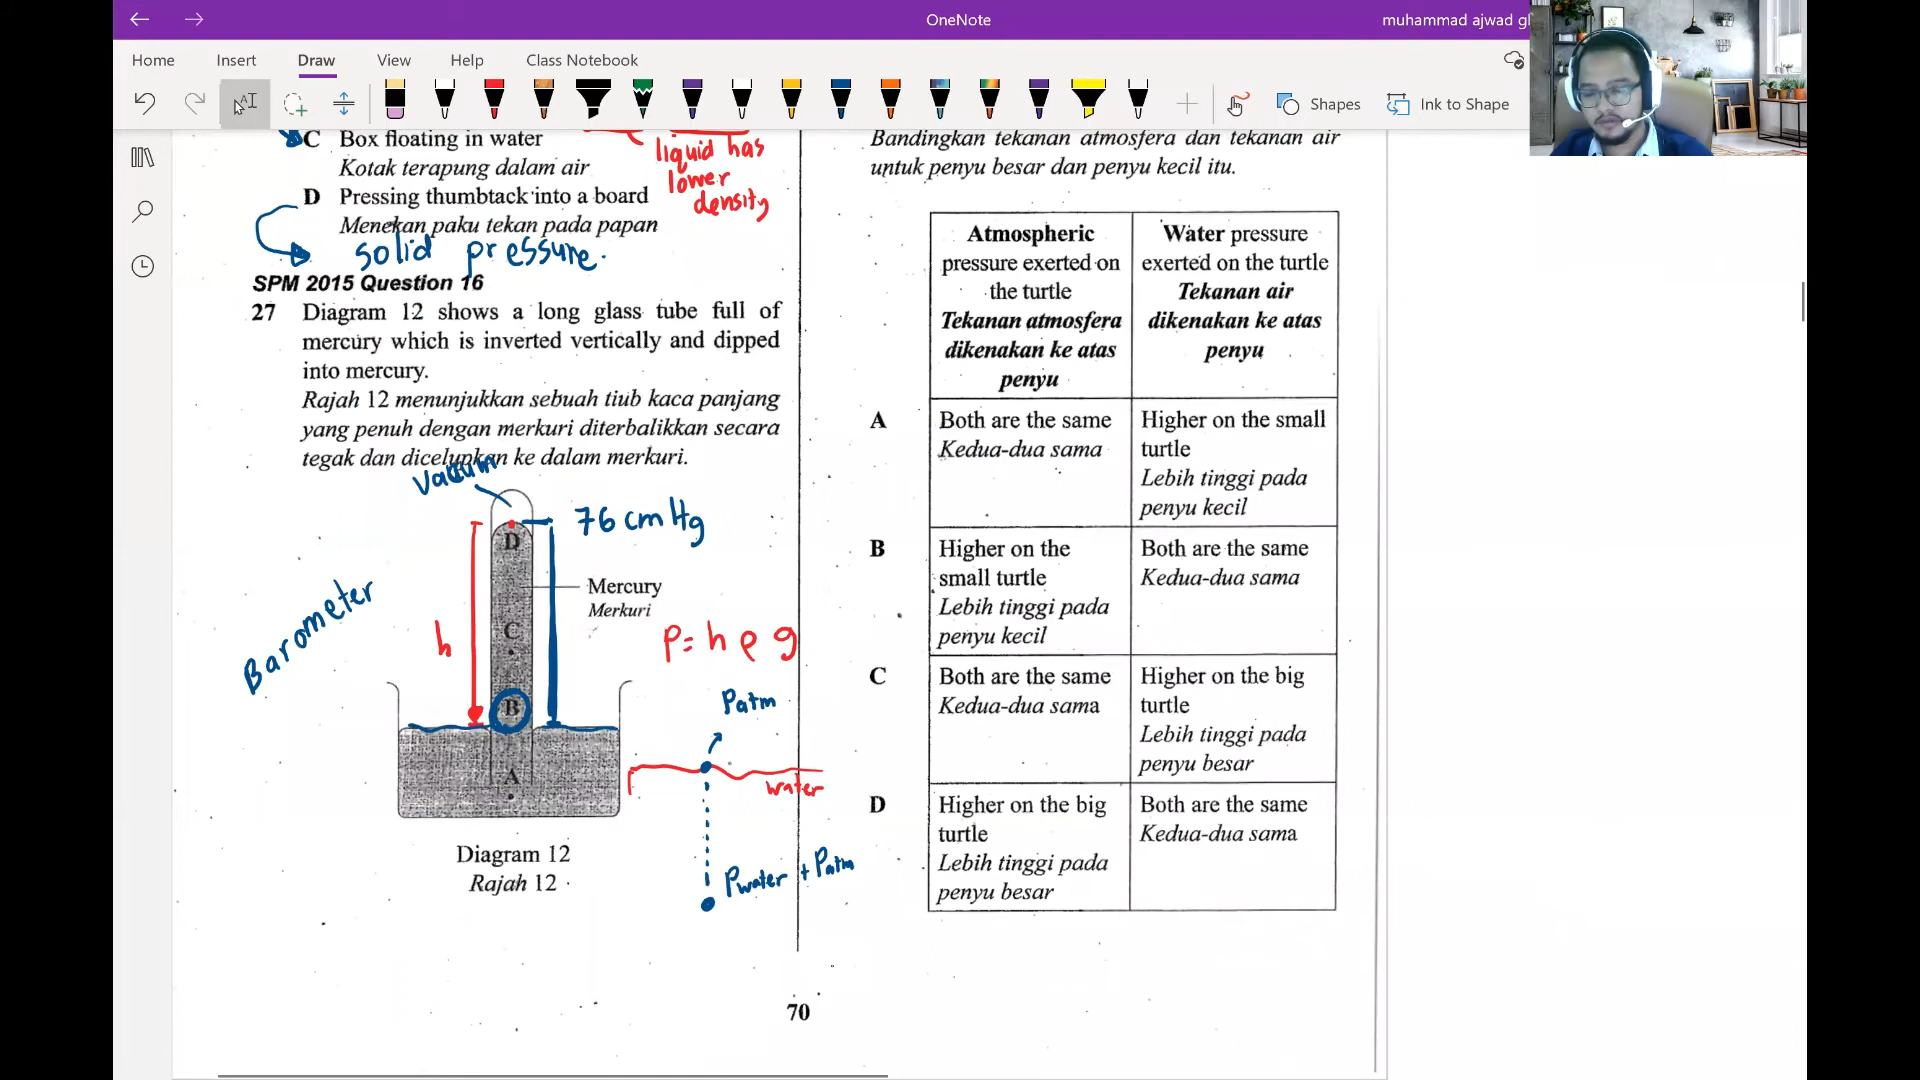 OneNote
muhammad ajwad gh
Home
Insert
Draw
View
Help
Class Notebook
Shapes
Ink to Shape
C Box floating in water
Kotak terapung dalam air
liquid has
lower
density
D Pressing thumbtack into a board
Menekan paku tekan pada papan
solid pressure.
SPM 2015 Question 16
27 Diagram 12 shows a long glass tube full of
mercury which is inverted vertically and dipped
into mercury.
Rajah 12 menunjukkan sebuah tiub kaca panjang
yang penuh dengan merkuri diterbalikkan secara
tegak dan dicelupkan ke dalam merkuri.
Vacuum
76 cm Hg
D
Mercury
Merkuri
Barometer
h
C
P = h ρ g
B
Patm
A
water
Pwater + Patm
Diagram 12
Rajah 12
Bandingkan tekanan atmosfera dan tekanan air
untuk penyu besar dan penyu kecil itu.
Atmospheric
pressure exerted on
the turtle
Tekanan atmosfera
dikenakan ke atas
penyu
Water pressure
exerted on the turtle
Tekanan air
dikenakan ke atas
penyu
A
Both are the same
Kedua-dua sama
Higher on the small
turtle
Lebih tinggi pada
penyu kecil
B
Higher on the
small turtle
Lebih tinggi pada
penyu kecil
Both are the same
Kedua-dua sama
C
Both are the same
Kedua-dua sama
Higher on the big
turtle
Lebih tinggi pada
penyu besar
D
Higher on the big
turtle
Lebih tinggi pada
penyu besar
Both are the same
Kedua-dua sama
70